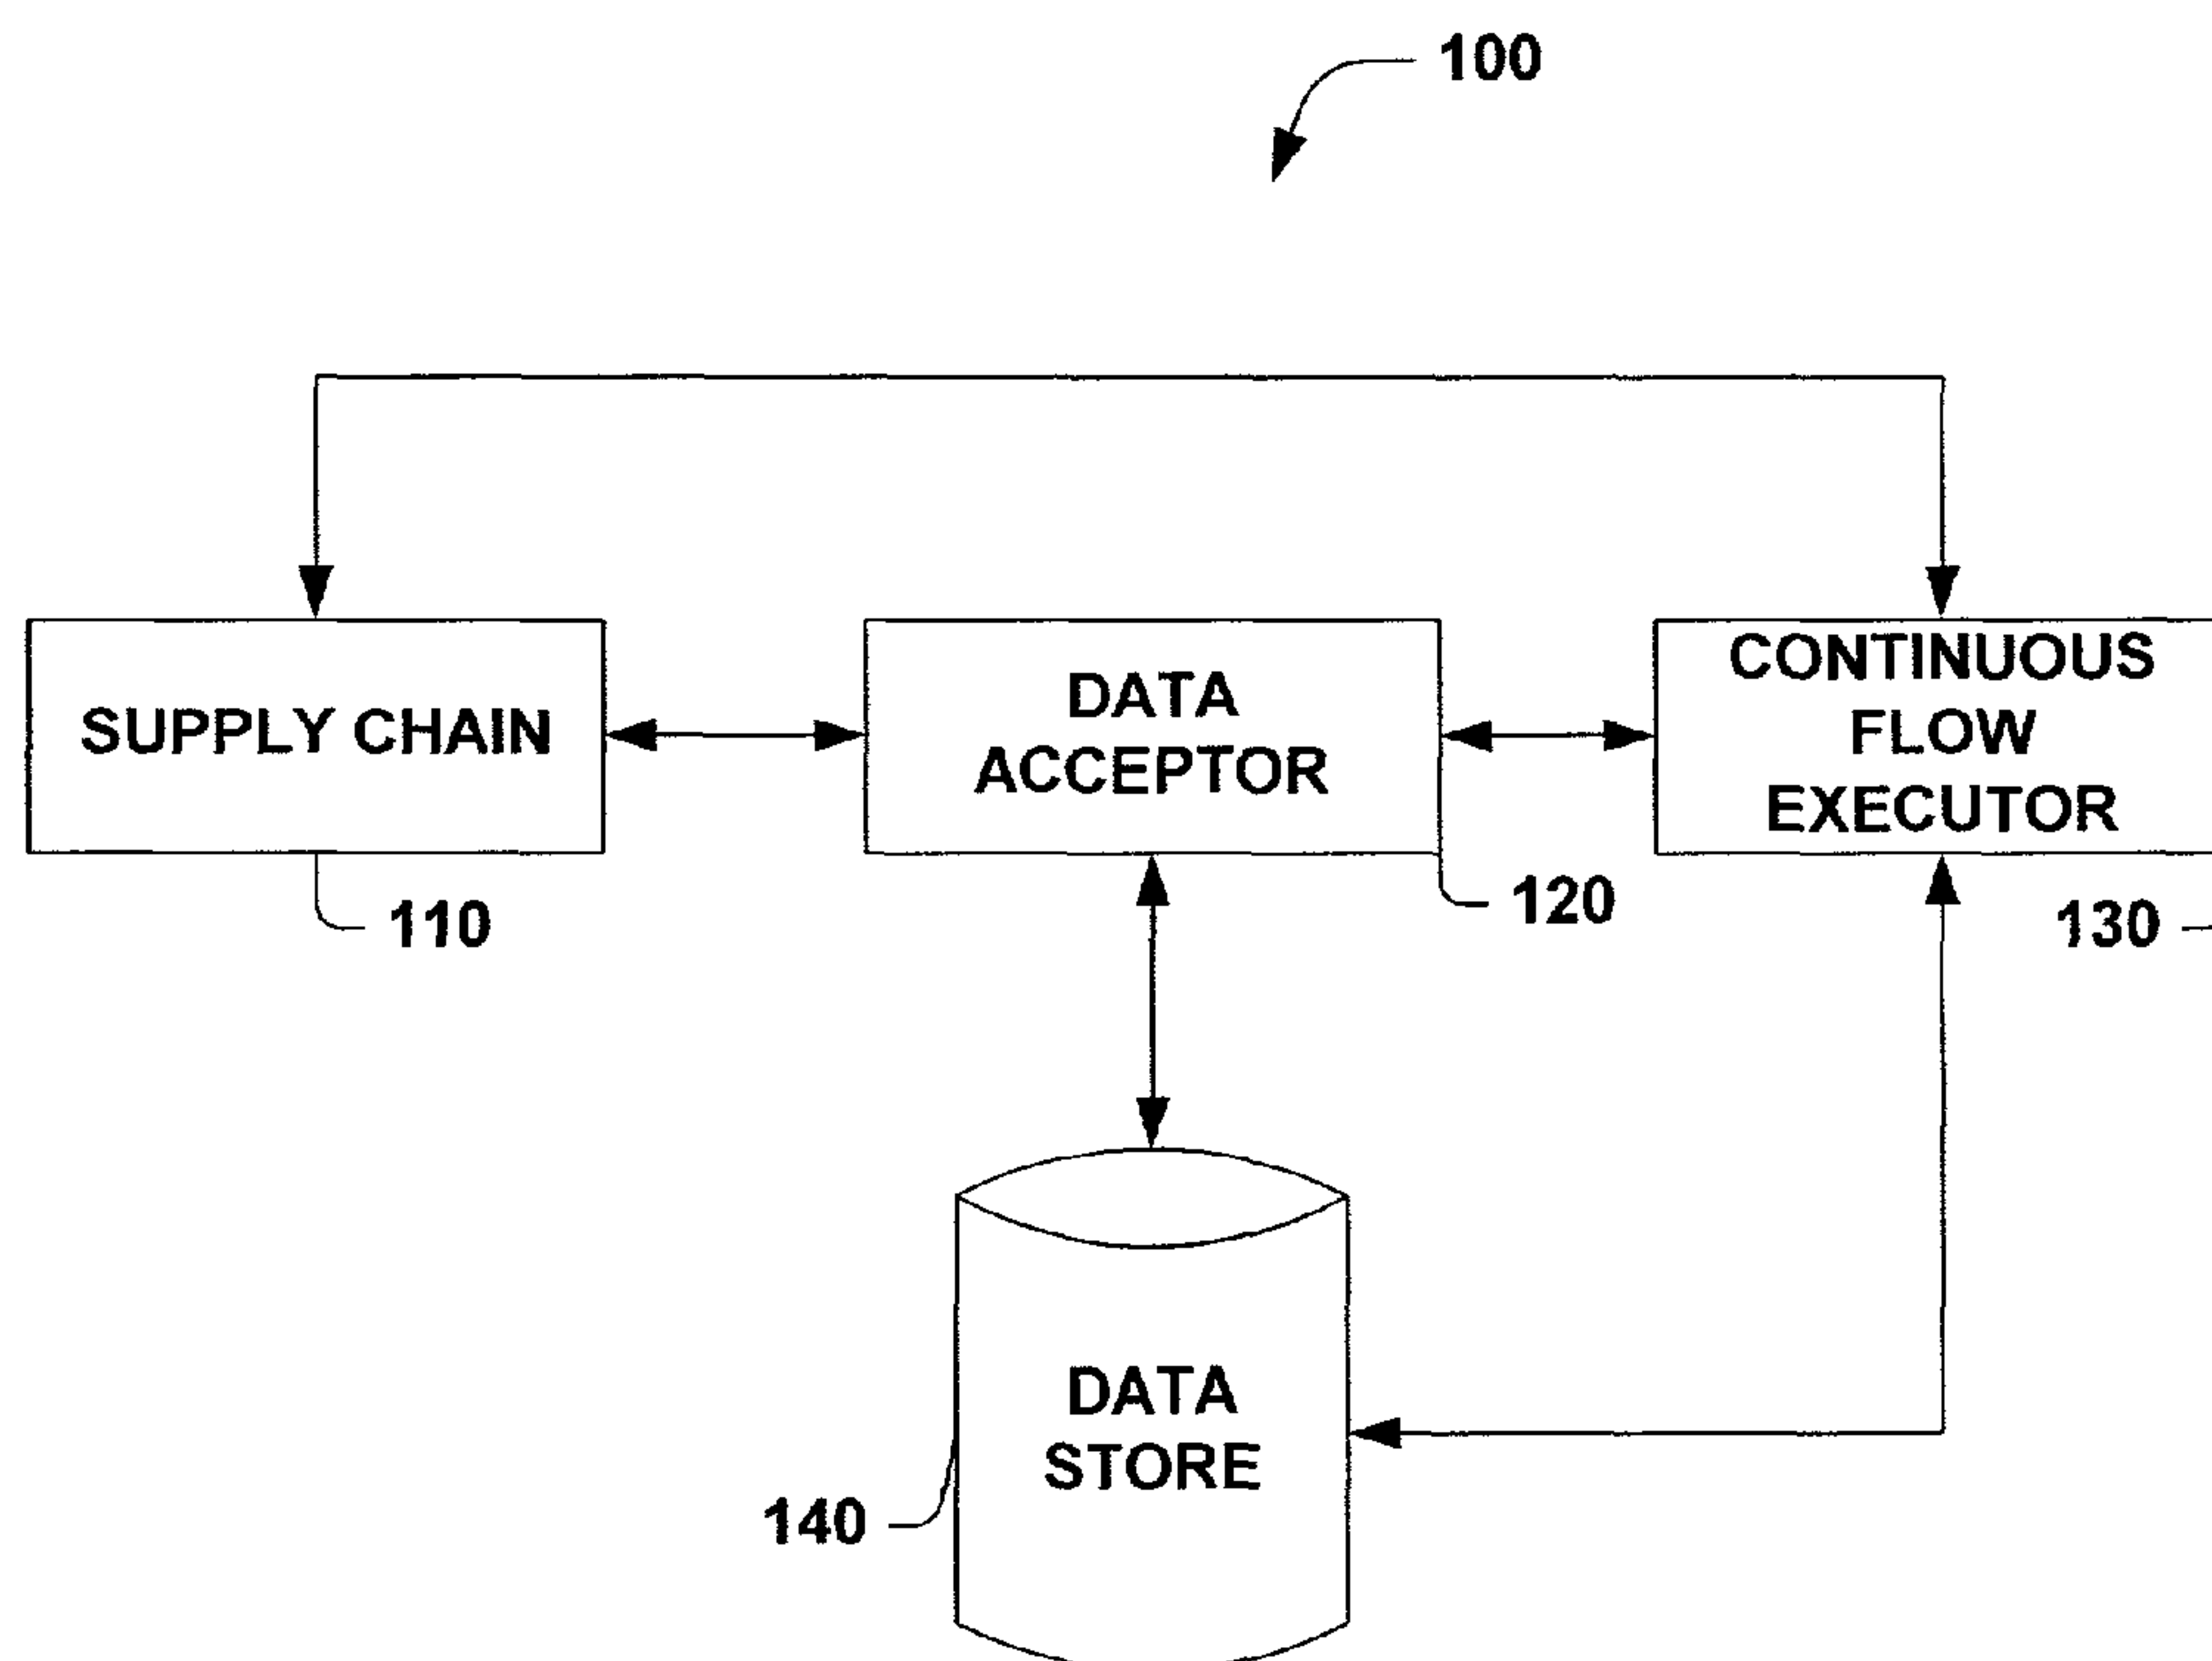 100
SUPPLY CHAIN
DATA
ACCEPTOR
CONTINUOUS
FLOW
EXECUTOR
110
120
130
DATA
STORE
140